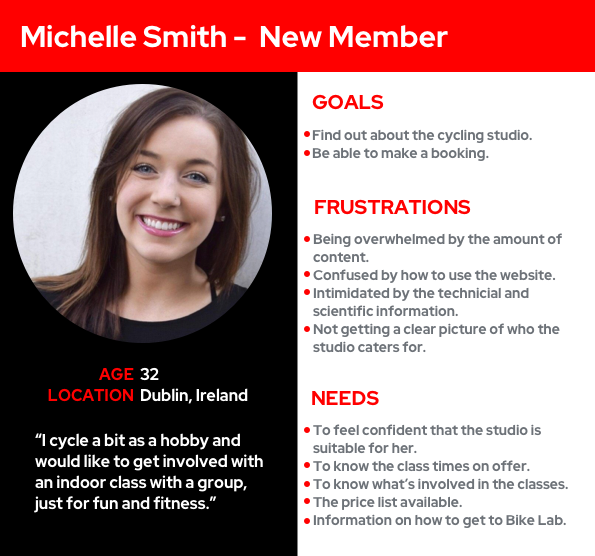 Michelle Smith - New Member
GOALS
Find out about the cycling studio.
Be able to make a booking.
FRUSTRATIONS
Being overwhelmed by the amount of
content.
Confused by how to use the website.
Intimidated by the technicial and
scientific information.
Not getting a clear picture of who the
studio caters for.
NEEDS
To feel confident that the studio is
suitable for her.
To know the class times on offer.
To know what's involved in the classes.
The price list available.
Information on how to get to Bike Lab.
AGE 32
LOCATION Dublin, Ireland
“I cycle a bit as a hobby and
would like to get involved with
an indoor class with a group,
just for fun and fitness.”